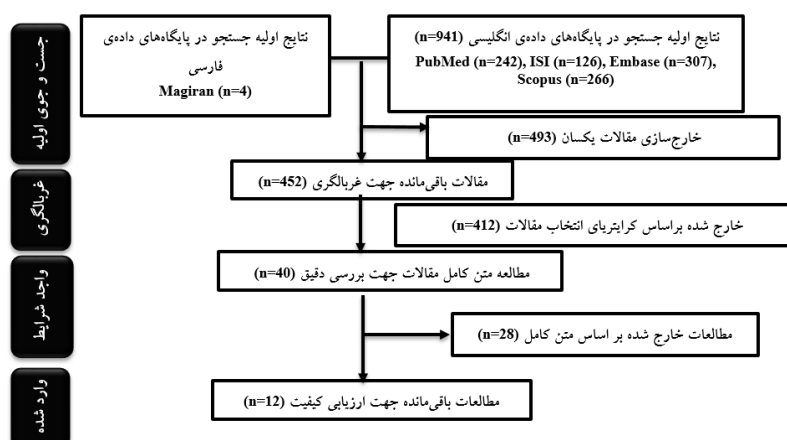 جست و جوی اولیه
نتایج اولیه جستجو در پایگاه‌های داده‌ی انگلیسی (n=941)
PubMed (n=242), ISI (n=126), Embase (n=307),
Scopus (n=266)
نتایج اولیه جستجو در پایگاه‌های داده‌ی
فارسی
Magiran (n=4)
خارج‌سازی مقالات یکسان (n=493)
غربالگری
مقالات باقی‌مانده جهت غربالگری (n=452)
خارج شده براساس کرایتریای انتخاب مقالات (n=412)
واجد شرایط
مطالعه متن کامل مقالات جهت بررسی دقیق (n=40)
مطالعات خارج شده بر اساس متن کامل (n=28)
وارد شده
مطالعات باقی‌مانده جهت ارزیابی کیفیت (n=12)